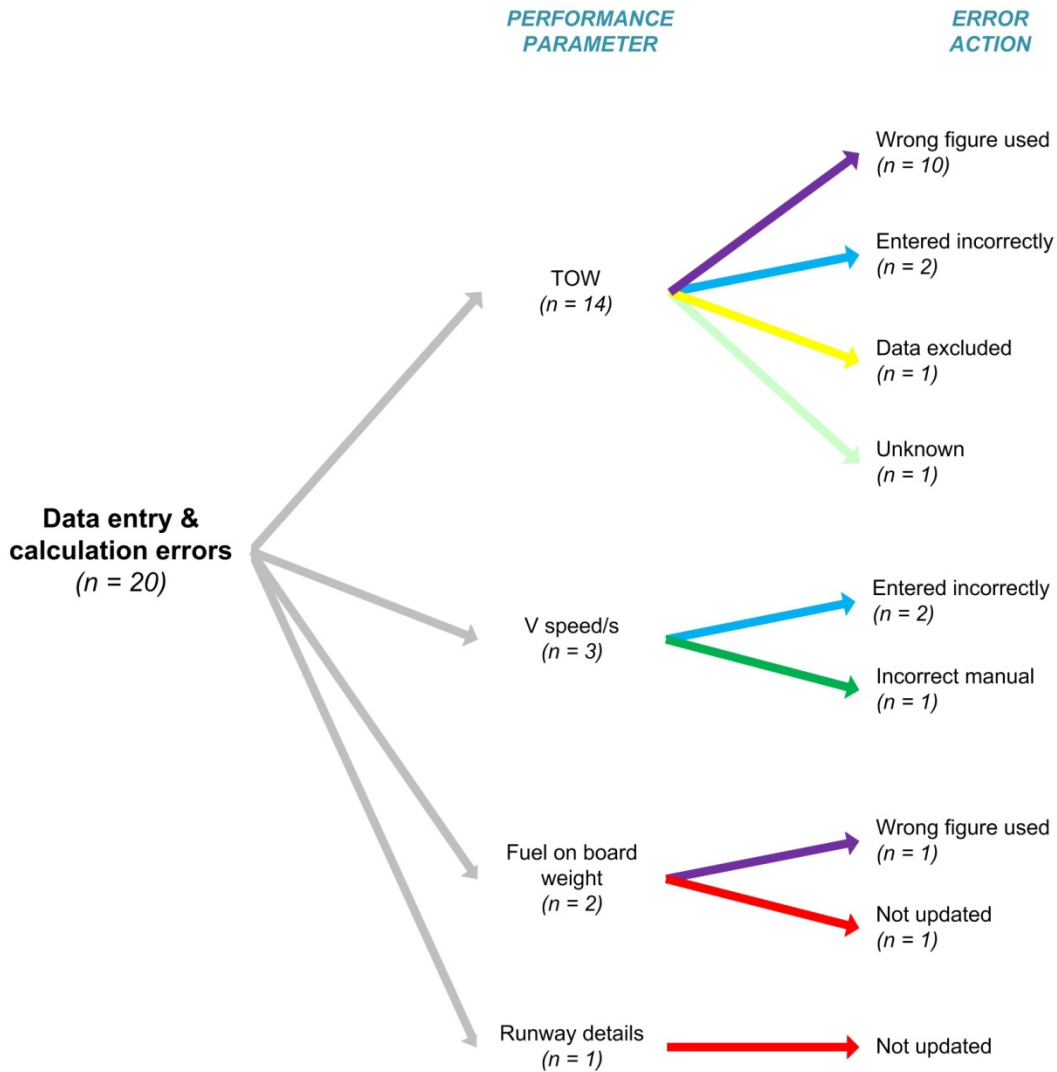 PERFORMANCE
PARAMETER
ERROR
ACTION
Data entry &
calculation errors
(n = 20)
TOW
(n = 14)
Wrong figure used
(n = 10)
Entered incorrectly
(n = 2)
Data excluded
(n = 1)
Unknown
(n = 1)
V speed/s
(n = 3)
Entered incorrectly
(n = 2)
Incorrect manual
(n = 1)
Fuel on board
weight
(n = 2)
Wrong figure used
(n = 1)
Not updated
(n = 1)
Runway details
(n = 1)
Not updated